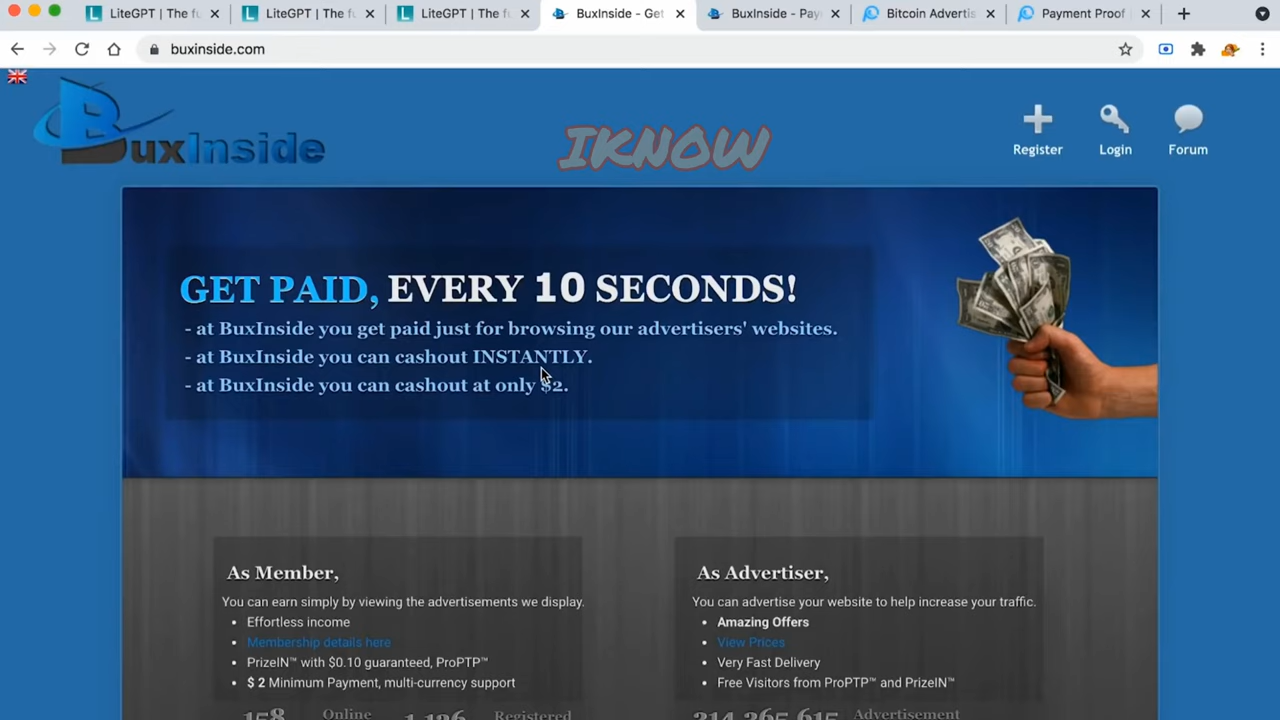 LiteGPT | The fu
LiteGPT | The fu
LiteGPT | The fu
BuxInside - Get
BuxInside - Pay
Bitcoin Advertis
Payment Proof
buxinside.com
BuxInside
IKNOW
Register
Login
Forum
GET PAID, EVERY 10 SECONDS!
- at BuxInside you get paid just for browsing our advertisers' websites.
- at BuxInside you can cashout INSTANTLY.
- at BuxInside you can cashout at only $2.
As Member,
You can earn simply by viewing the advertisements we display.
• Effortless income
• Membership details here
• PrizeIN™ with $0.10 guaranteed, ProPTP™
• $ 2 Minimum Payment, multi-currency support
As Advertiser,
You can advertise your website to help increase your traffic.
• Amazing Offers
• View Prices
• Very Fast Delivery
• Free Visitors from ProPTP™ and PrizeIN™
158 Online
Registered
Advertisement